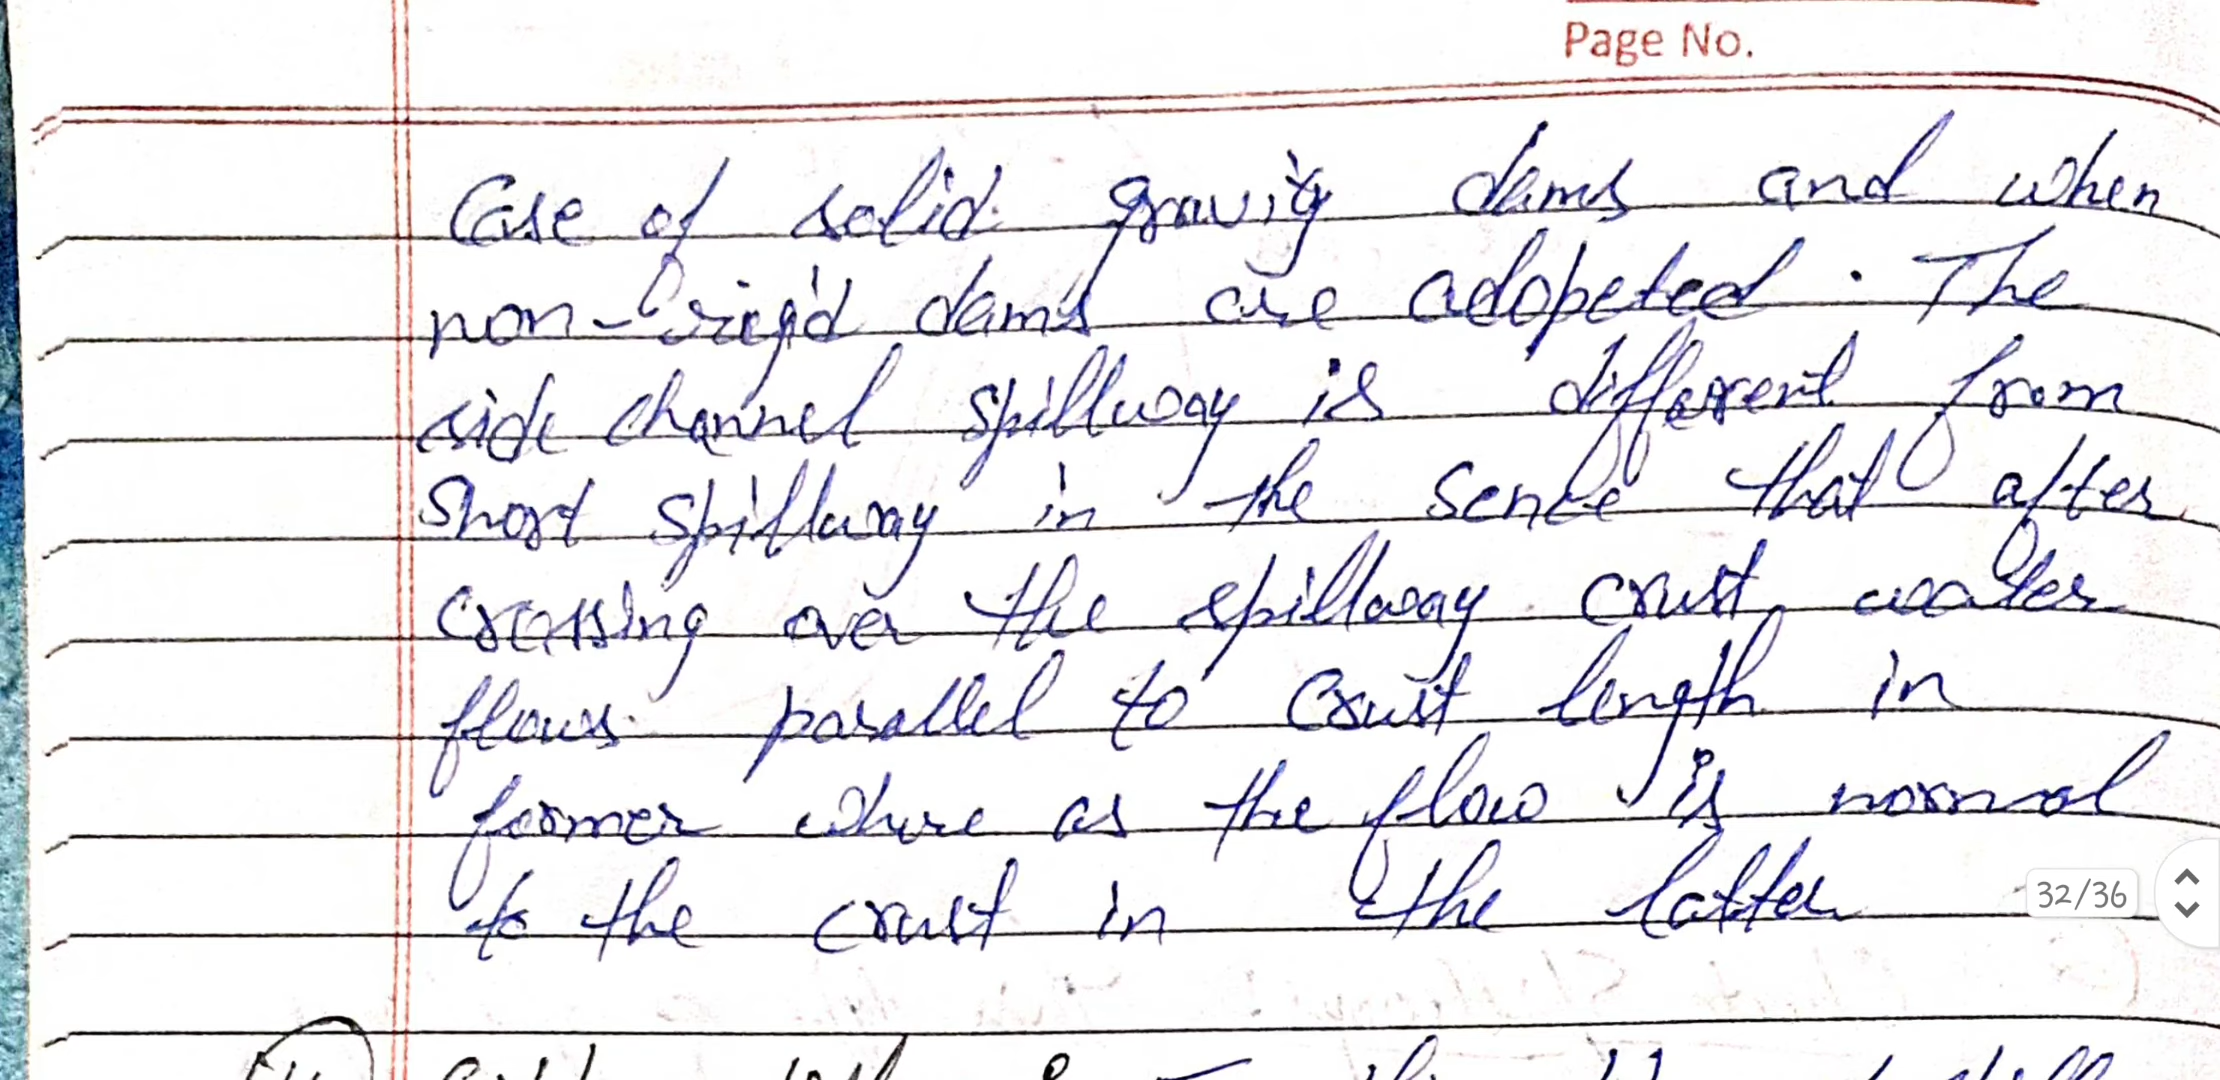 Page No.
Case of solid gravity dams and when
non-rigid dams are adopeted. The
side channel spillway is different from
Short spillway in the sence that after
crossing over the spillway crust, water
flows parallel to Crust length in
former where as the flow is normal
to the crust in the latter
32/36